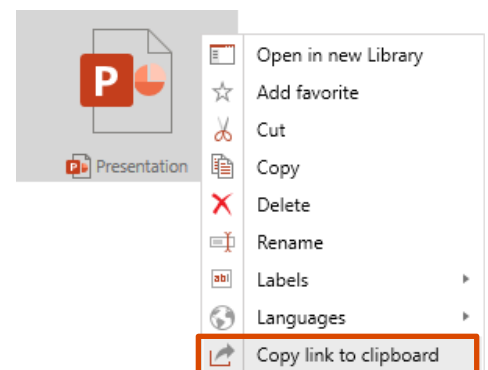 P
Presentation
Open in new Library
Add favorite
Cut
Copy
Delete
Rename
abl Labels
Languages
Copy link to clipboard